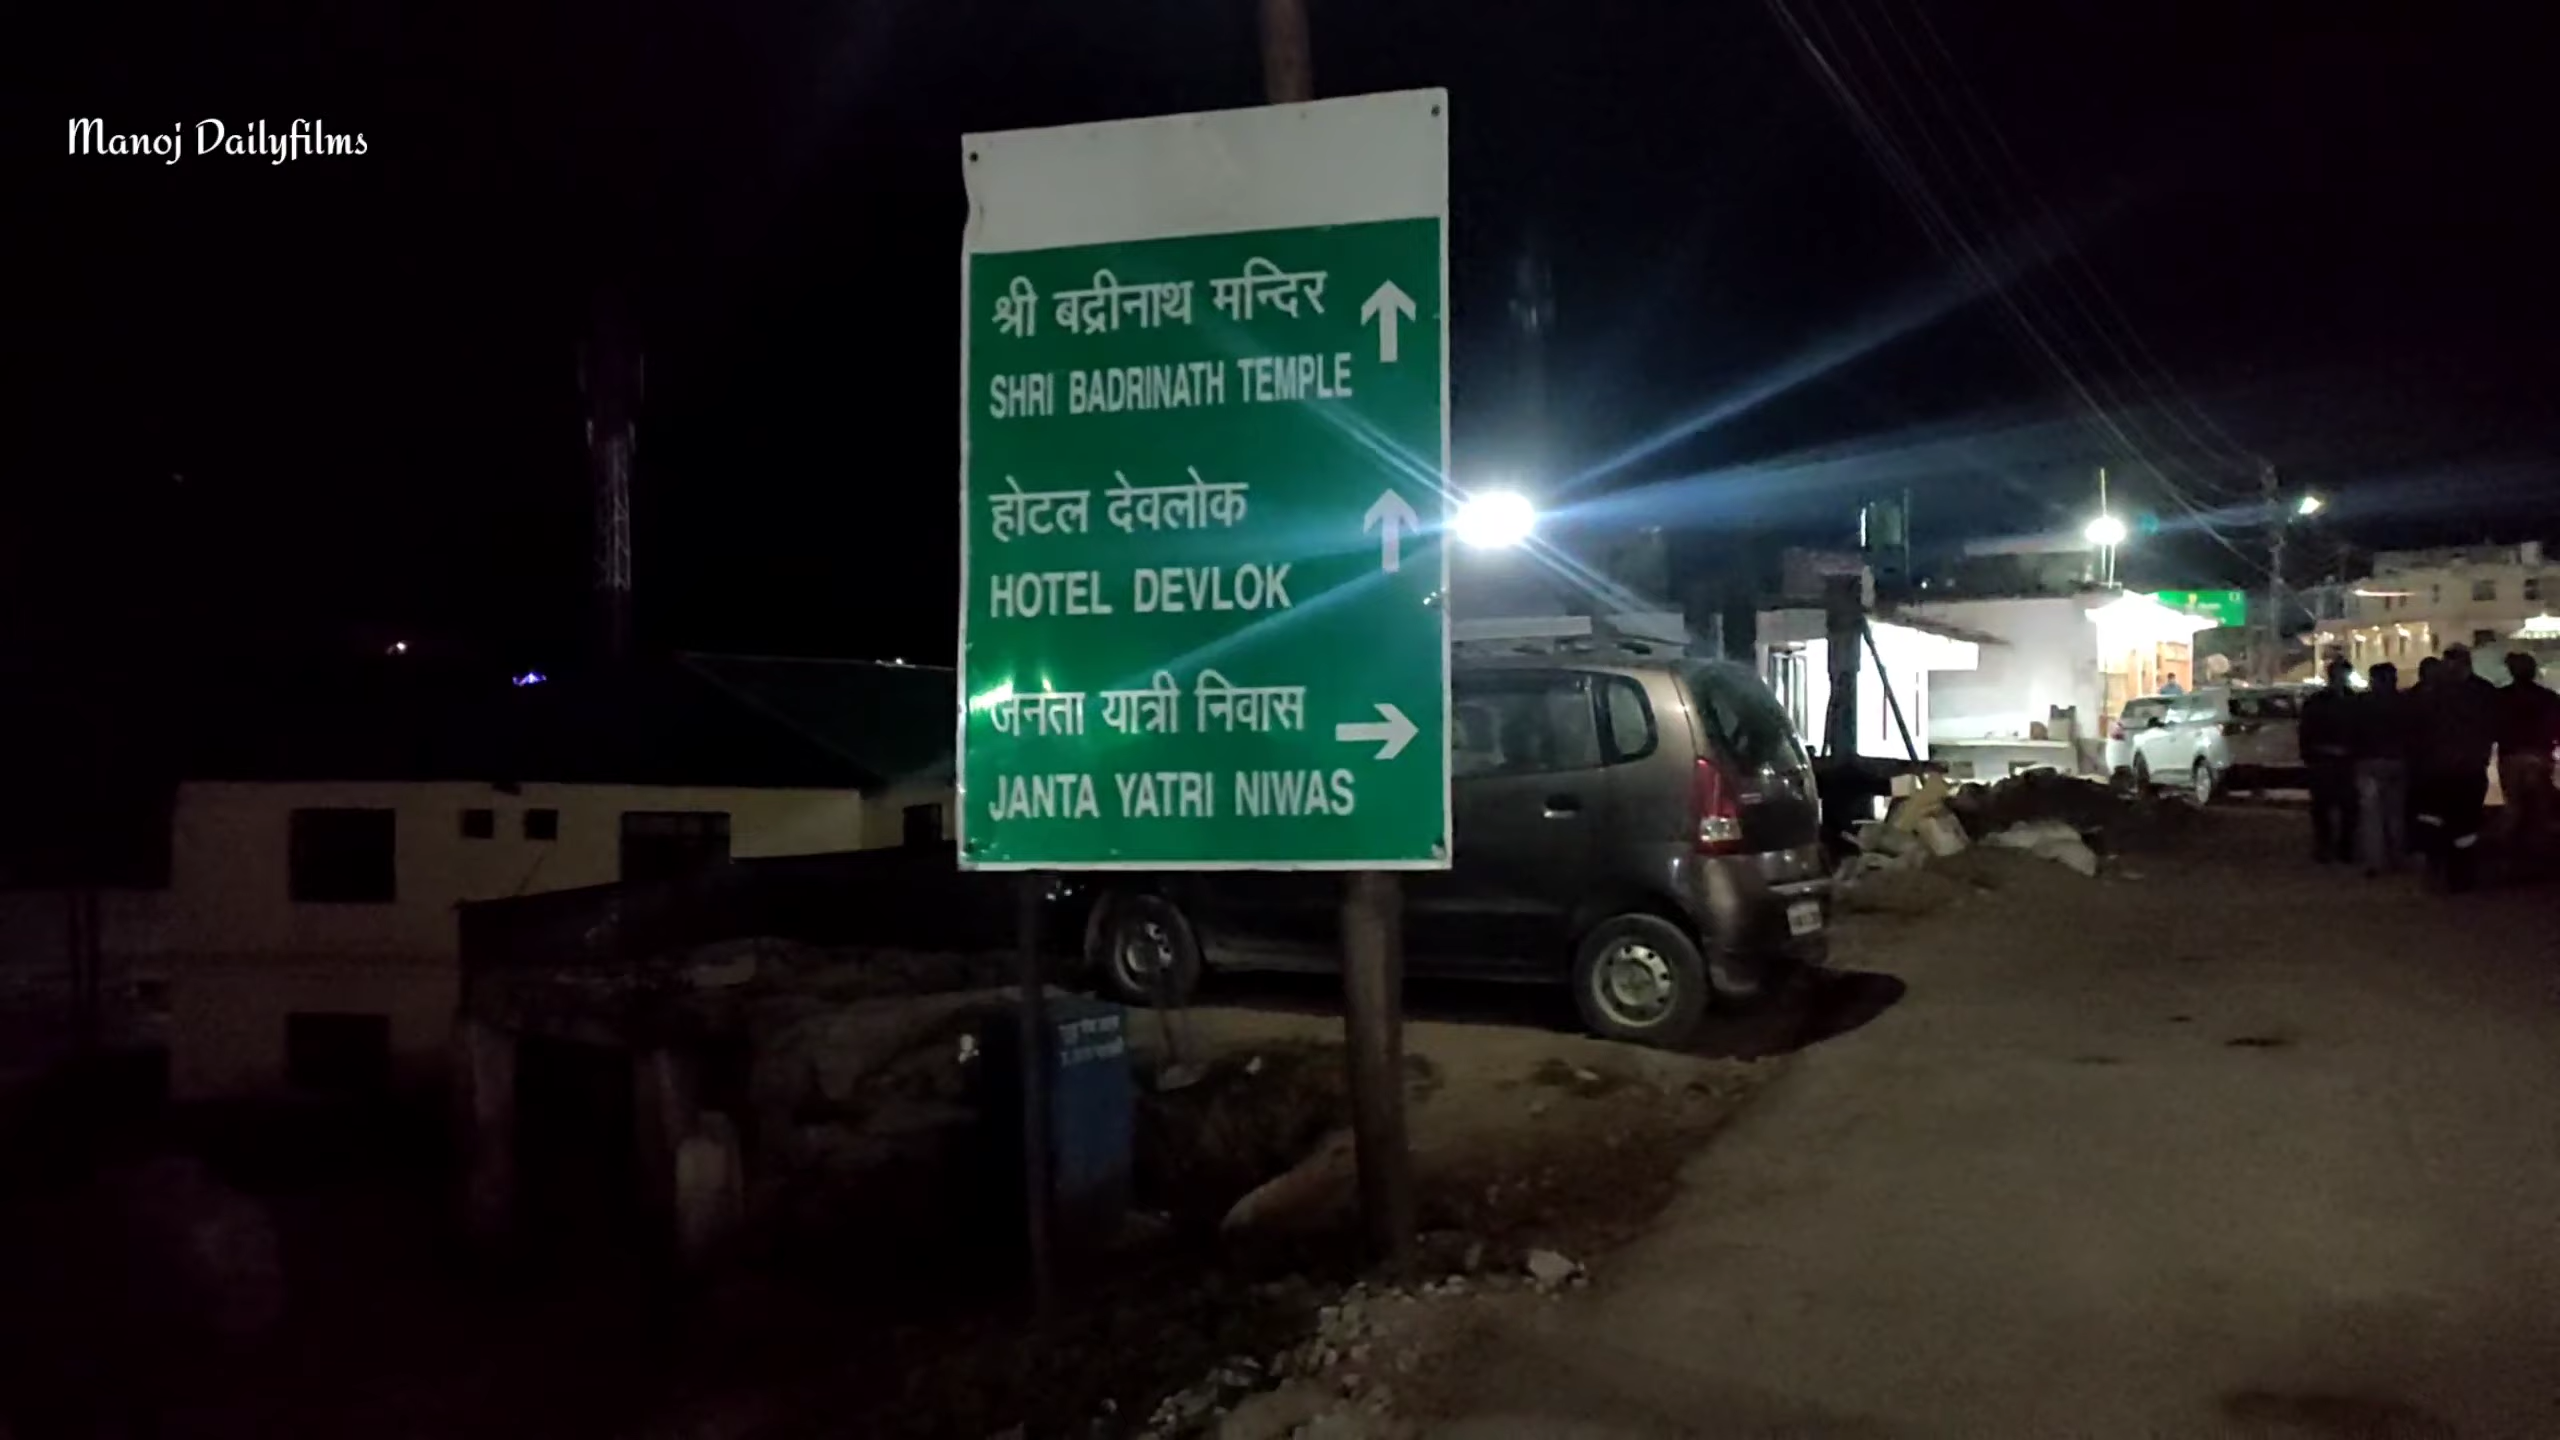 Manoj Dailyfilms
श्री बद्रीनाथ मन्दिर
SHRI BADRINATH TEMPLE
होटल देवलोक
HOTEL DEVLOK
जनता यात्री निवास
JANTA YATRI NIWAS